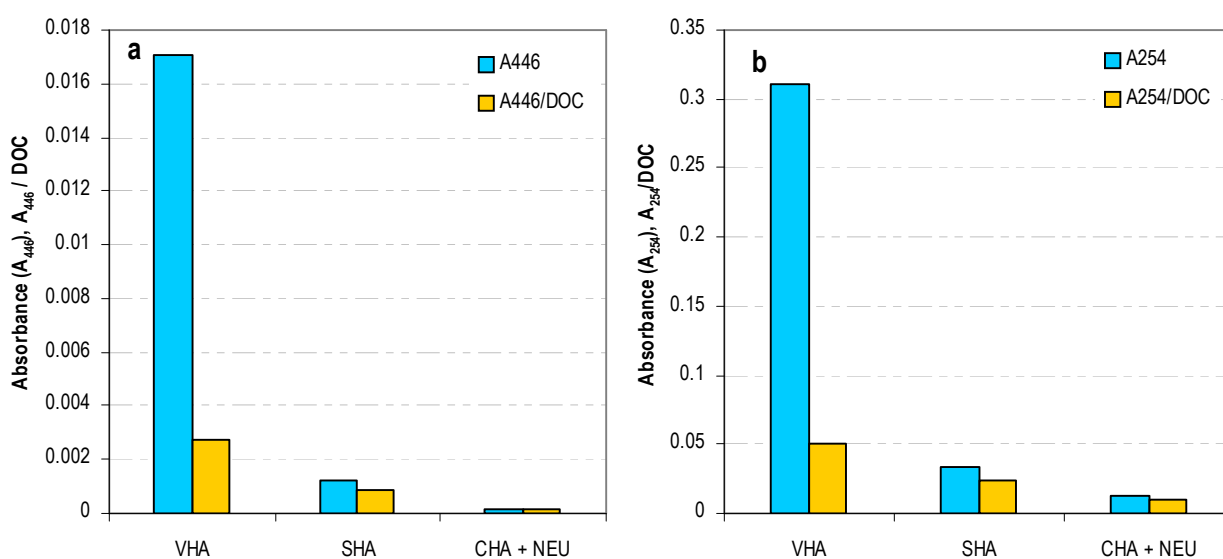 a
A446
A446/DOC
Absorbance (A446), A446 / DOC
0.018
0.016
0.014
0.012
0.01
0.008
0.006
0.004
0.002
0
VHA
SHA
CHA + NEU
b
A254
A254/DOC
Absorbance (A254), A254/DOC
0.35
0.3
0.25
0.2
0.15
0.1
0.05
0
VHA
SHA
CHA + NEU